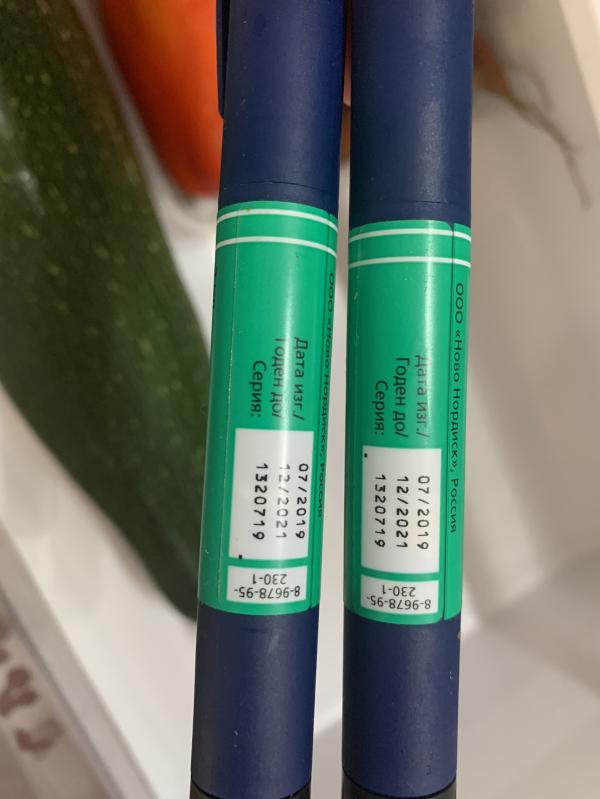 ООО «Ново Нордиск», Россия
Дата изг./
Годен до/
Серия:
07/2019
12/2021
1320719
8-9678-95-
230-1
ООО «Ново Нордиск», Россия
Дата изг./
Годен до/
Серия:
07/2019
12/2021
1320719
8-9678-95-
230-1